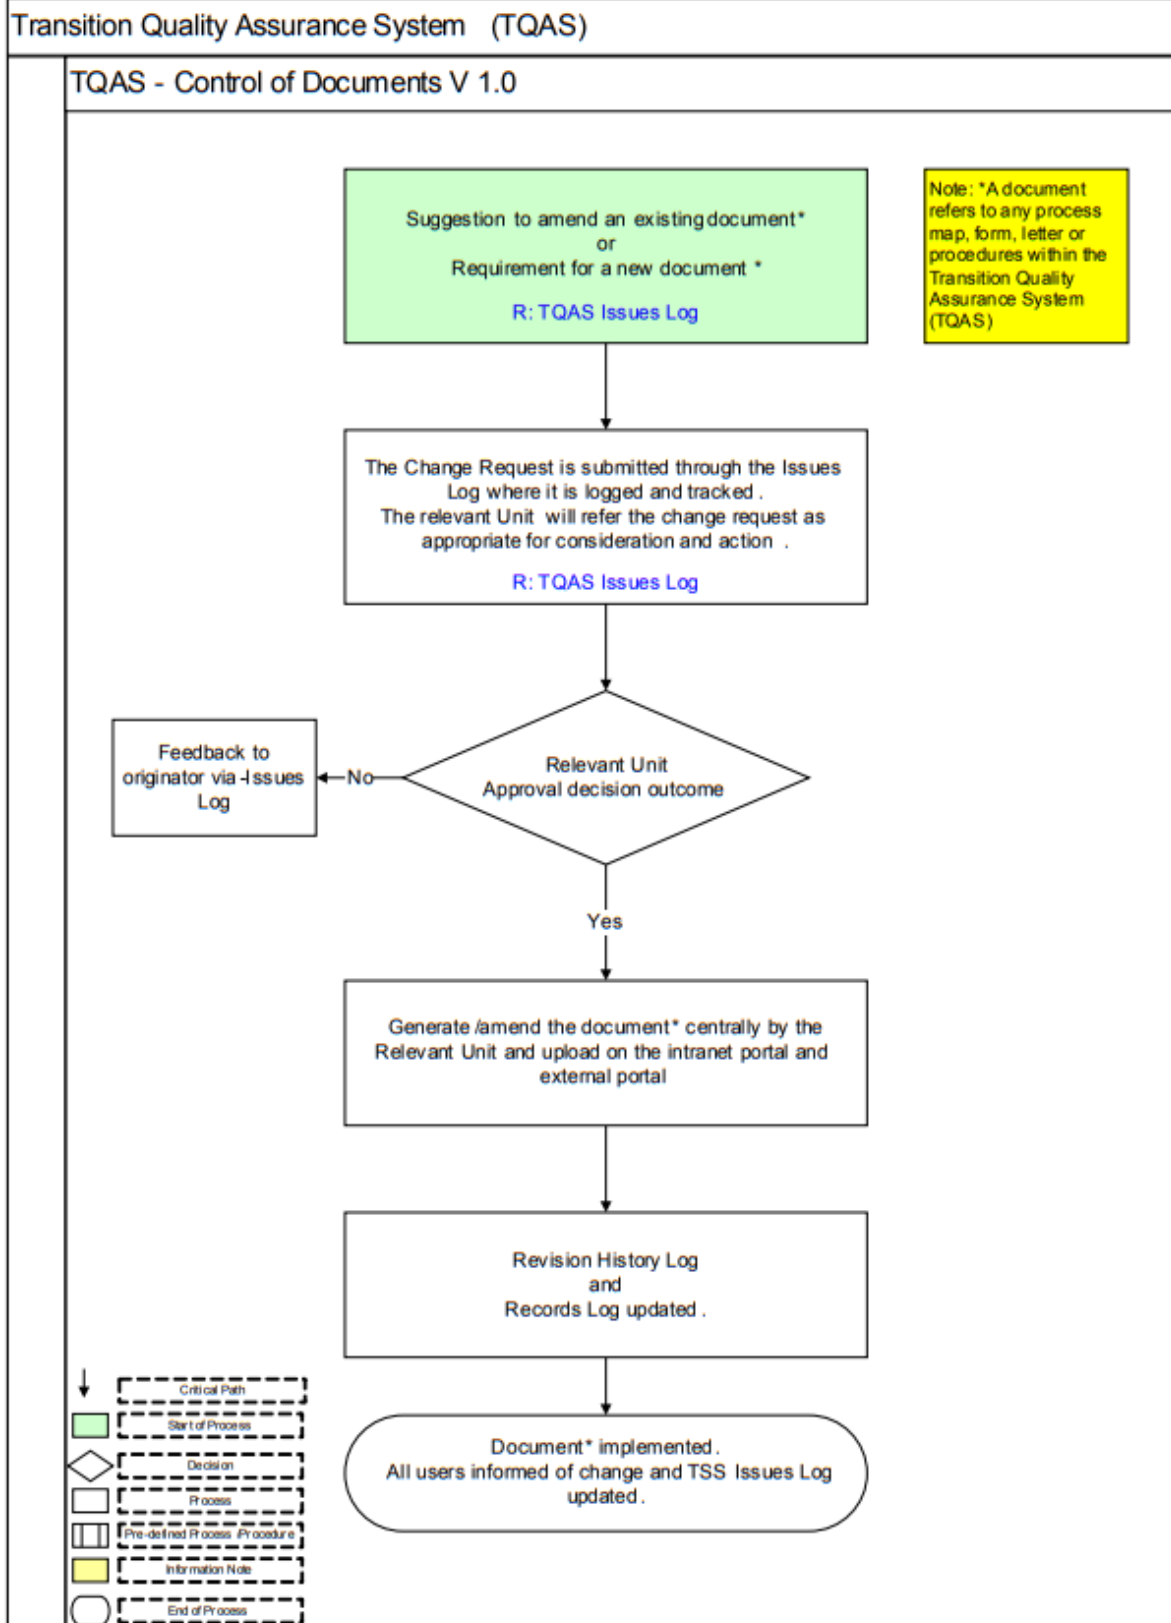 Transition Quality Assurance System (TQAS)
TQAS - Control of Documents V 1.0
Suggestion to amend an existing document*
or
Requirement for a new document *
R: TQAS Issues Log
Note: *A document
refers to any process
map, form, letter or
procedures within the
Transition Quality
Assurance System
(TQAS)
The Change Request is submitted through the Issues
Log where it is logged and tracked .
The relevant Unit will refer the change request as
appropriate for consideration and action .
R: TQAS Issues Log
Relevant Unit
Approval decision outcome
No
Feedback to
originator via -Issues
Log
Yes
Generate /amend the document* centrally by the
Relevant Unit and upload on the intranet portal and
external portal
Revision History Log
and
Records Log updated .
Document* implemented .
All users informed of change and TSS Issues Log
updated .
Critical Path
Start of Process
Decision
Process
Pre-defined Process /Procedure
Information Note
End of Process